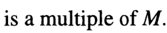 is a multiple of M.